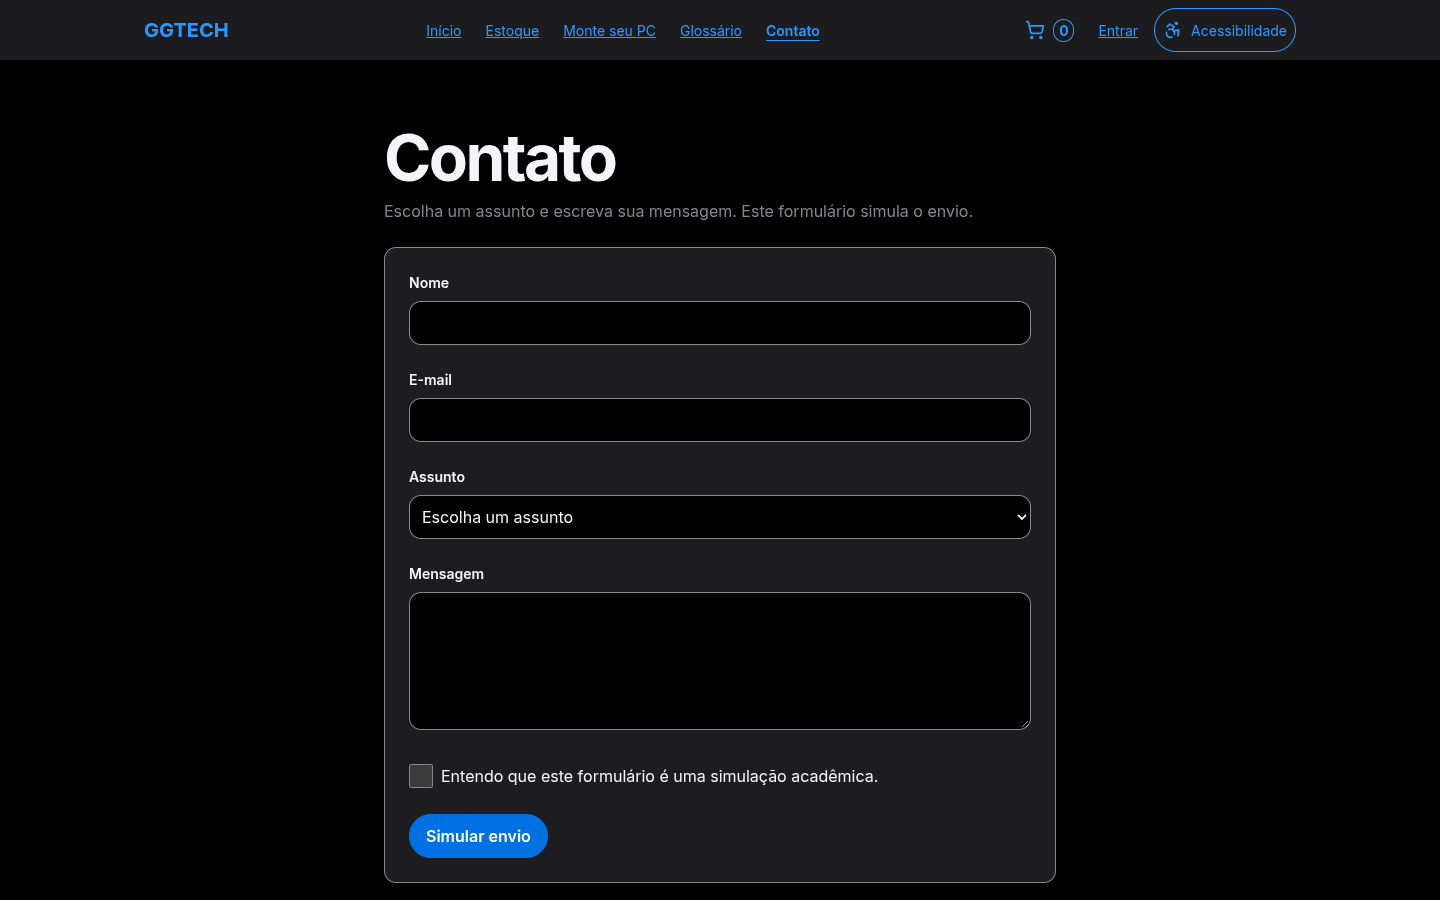 GGTECH
Início
Estoque
Monte seu PC
Glossário
Contato
0
Entrar
Acessibilidade
Contato
Escolha um assunto e escreva sua mensagem. Este formulário simula o envio.
Nome
E-mail
Assunto
Escolha um assunto
Mensagem
Entendo que este formulário é uma simulação acadêmica.
Simular envio